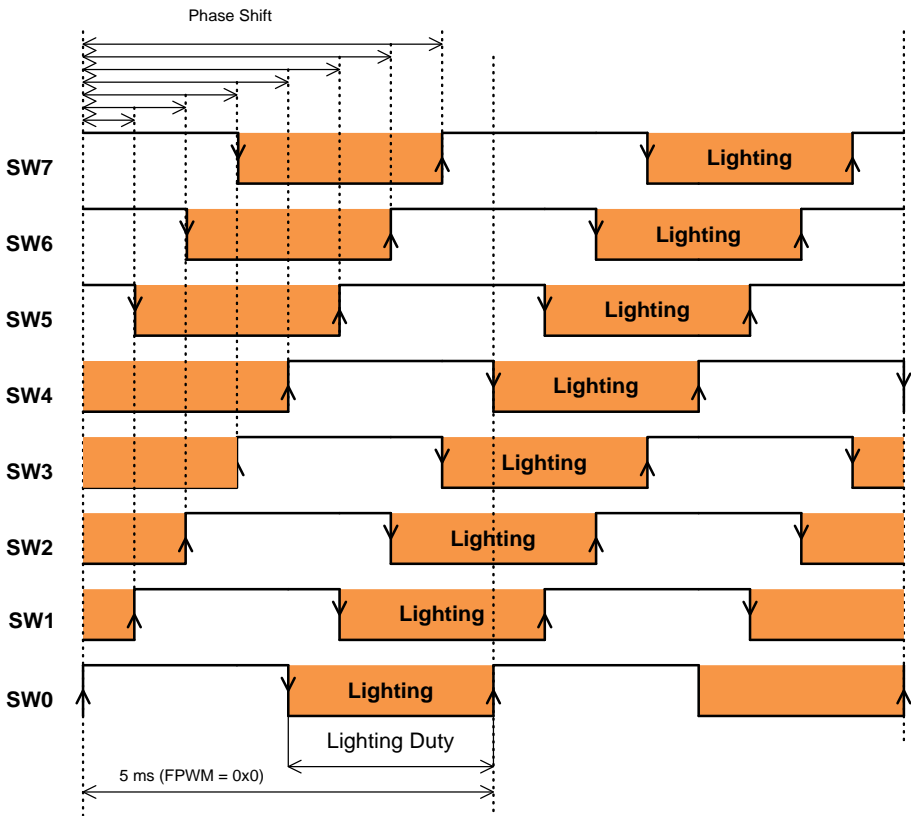 Phase Shift
SW7
Lighting
SW6
Lighting
SW5
Lighting
SW4
Lighting
SW3
Lighting
SW2
Lighting
SW1
Lighting
SW0
Lighting
Lighting Duty
5 ms (FPWM = 0x0)